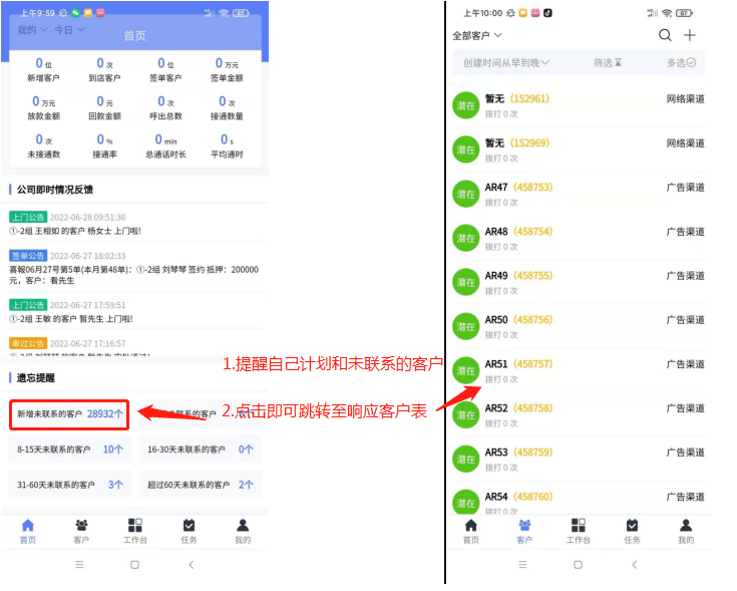 上午9:59
我的 今日
首页
0位 0次 0位 0万元
新增客户 到店客户 签单客户 签单金额
0万元 0元 0次 0次
放款金额 回款金额 呼出总数 接通数量
0次 0% 0min 0s
未接通数 接通率 总通话时长 平均通时
公司即时情况反馈
上门公告 2022-06-28 09:51:36
①-2组 王相如 的客户 杨女士 上门啦!
签单公告 2022-06-27 18:02:33
喜報06月27号第5单(本月第48单): ①-2组 刘琴琴 签约 抵押: 200000
元，客户：看先生
上门公告 2022-06-27 17:59:51
①-2组 王敏 的客户 暂先生 上门啦!
审过公告 2022-06-27 17:16:57
遗忘提醒
新增未联系的客户 28932个
8-15天未联系的客户 10个 16-30天未联系的客户 0个
31-60天未联系的客户 3个 超过60天未联系的客户 2个
首页 客户 工作台 任务 我的
1.提醒自己计划和未联系的客户
2.点击即可跳转至响应客户表
上午10:00
全部客户
创建时间从早到晚 筛选 多选
潜在 暂无 (152961) 网络渠道
拨打 0 次
潜在 暂无 (152969) 网络渠道
拨打 0 次
潜在 AR47 (458753) 广告渠道
拨打 0 次
潜在 AR48 (458754) 广告渠道
拨打 0 次
潜在 AR49 (458755) 广告渠道
拨打 0 次
潜在 AR50 (458756) 广告渠道
拨打 0 次
潜在 AR51 (458757) 广告渠道
拨打 0 次
潜在 AR52 (458758) 广告渠道
拨打 0 次
潜在 AR53 (458759) 广告渠道
拨打 0 次
潜在 AR54 (458760) 广告渠道
拨打 0 次
首页 客户 工作台 任务 我的